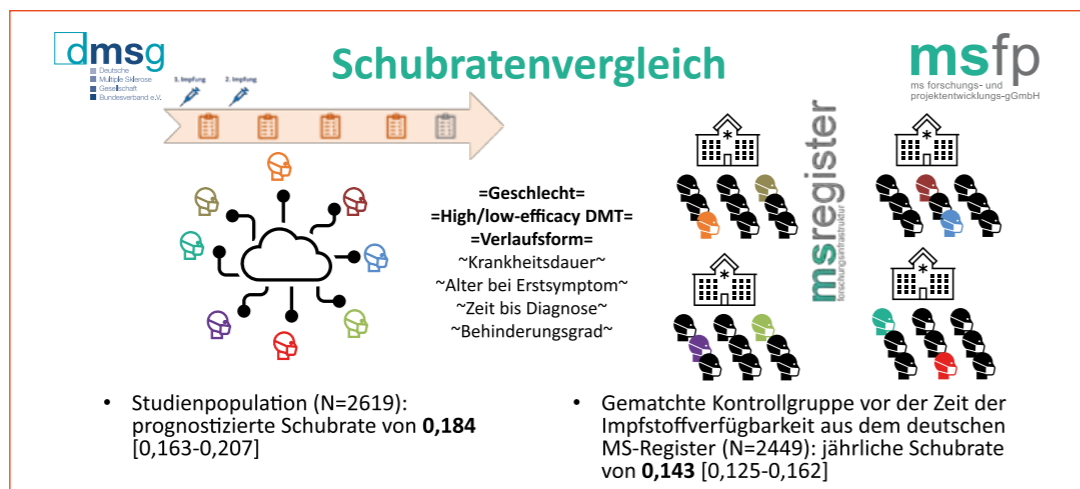 dmsg
Deutsche
Multiple Sklerose
Gesellschaft
Bundesverband e.V.
Schubratenvergleich
msfp
ms forschungs- und
projektentwicklungs-gGmbH
1. Impfung
2. Impfung
=Geschlecht=
=High/low-efficacy DMT=
=Verlaufsform=
~Krankheitsdauer~
~Alter bei Erstsymptom~
~Zeit bis Diagnose~
~Behinderungsgrad~
msregister
forschungsinfrastruktur
• Studienpopulation (N=2619):
prognostizierte Schubrate von 0,184
[0,163-0,207]
• Gematchte Kontrollgruppe vor der Zeit der
Impfstoffverfügbarkeit aus dem deutschen
MS-Register (N=2449): jährliche Schubrate
von 0,143 [0,125-0,162]